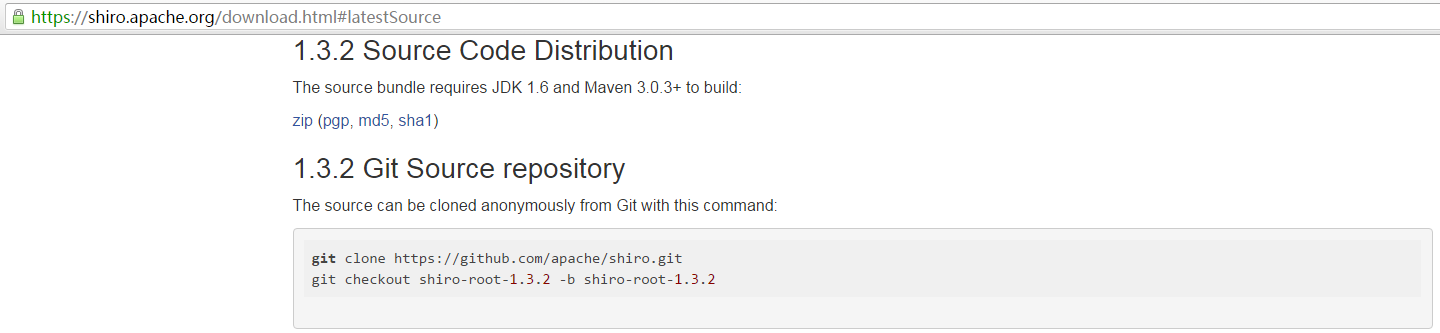 https://shiro.apache.org/download.html#latestSource
1.3.2 Source Code Distribution
The source bundle requires JDK 1.6 and Maven 3.0.3+ to build:
zip (pgp, md5, sha1)
1.3.2 Git Source repository
The source can be cloned anonymously from Git with this command:
git clone https://github.com/apache/shiro.git
git checkout shiro-root-1.3.2 -b shiro-root-1.3.2